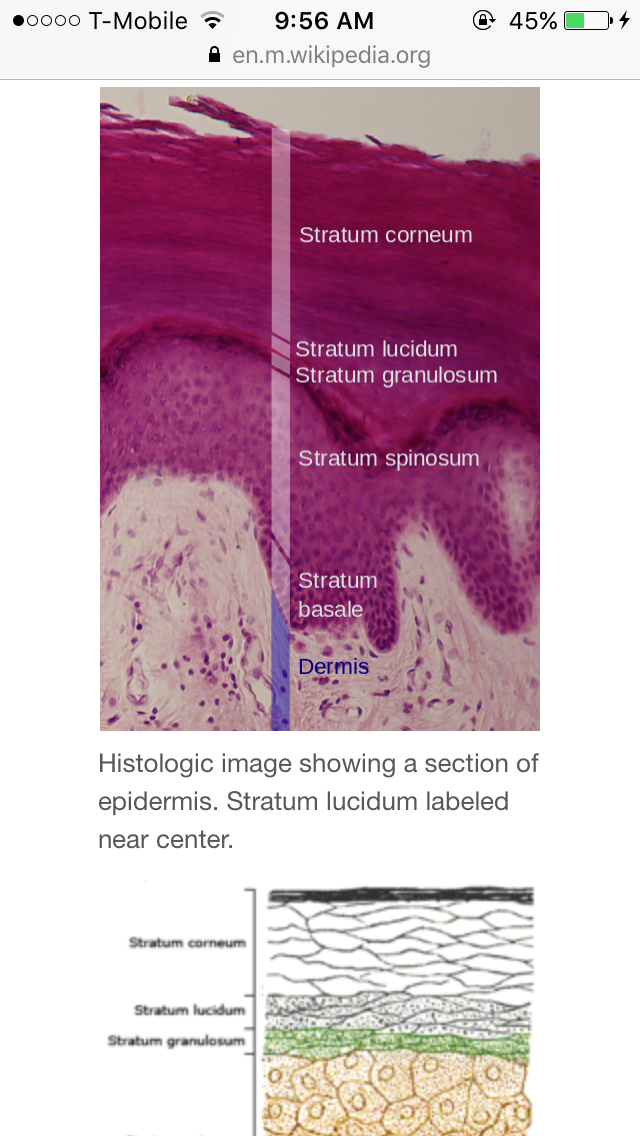 T-Mobile 9:56 AM 45%
en.m.wikipedia.org
Stratum corneum
Stratum lucidum
Stratum granulosum
Stratum spinosum
Stratum
basale
Dermis
Histologic image showing a section of
epidermis. Stratum lucidum labeled
near center.
Stratum corneum
Stratum lucidum
Stratum granulosum